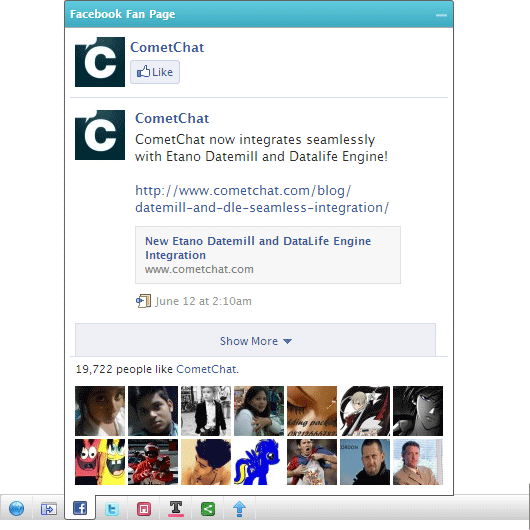 Facebook Fan Page
CometChat
Like
CometChat
CometChat now integrates seamlessly
with Etano Datemill and Datalife Engine!
http://www.cometchat.com/blog/
datemill-and-dle-seamless-integration/
New Etano Datemill and DataLife Engine
Integration
www.cometchat.com
June 12 at 2:10am
Show More
19,722 people like CometChat.